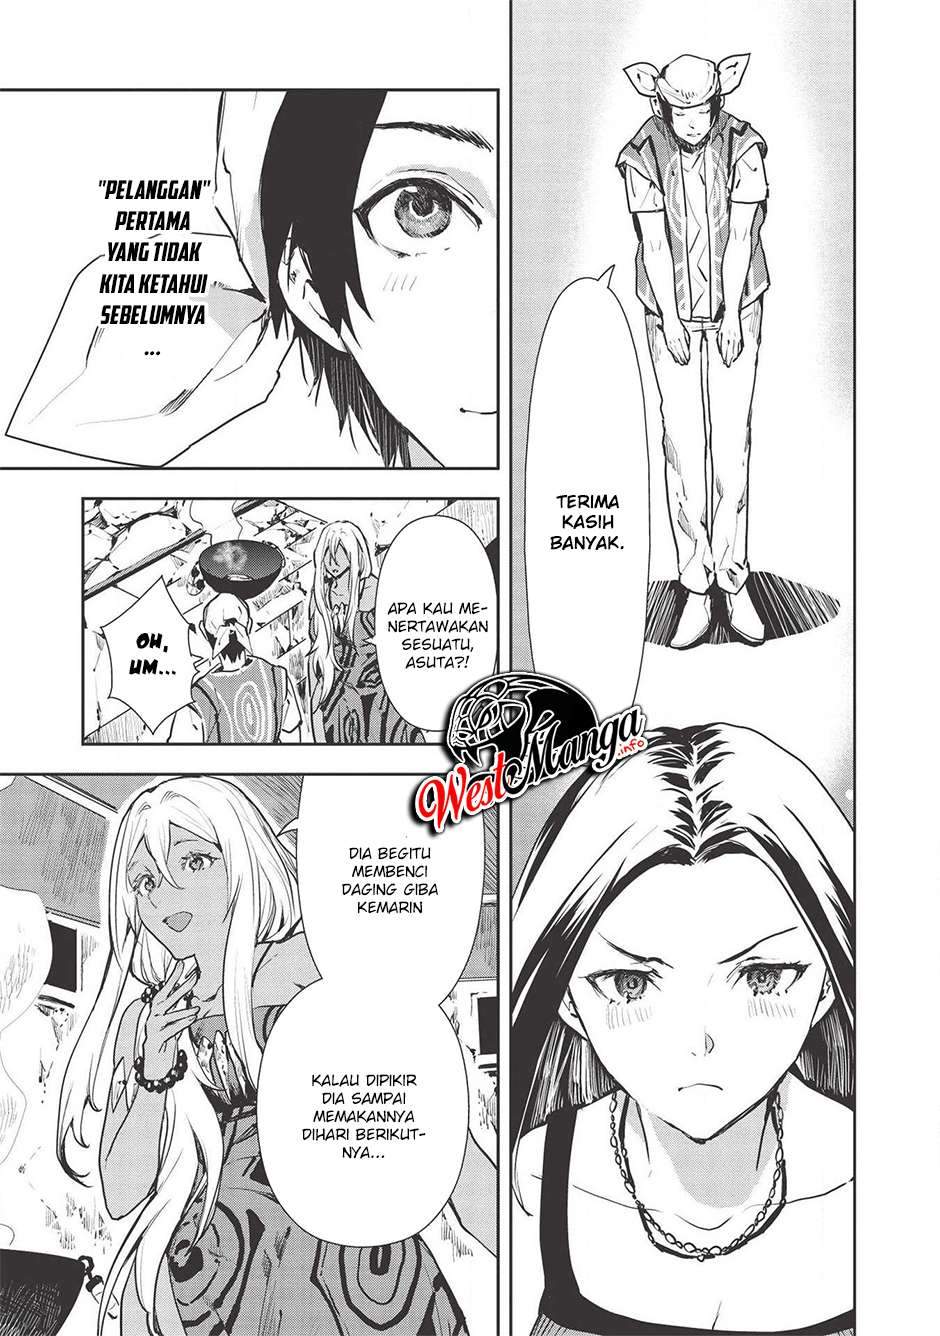 TERIMA
KASIH
BANYAK.
"PELANGGAN"
PERTAMA
YANG TIDAK
KITA KETAHUI
SEBELUMNYA
...
APA KAU ME-
NERTAWAKAN
SESUATU,
ASUTA?!
OH,
UM...
WestManga
.info
DIA BEGITU
MEMBENCI
DAGING GIBA
KEMARIN
KALAU DIPIKIR
DIA SAMPAI
MEMAKANNYA
DIHARI BERIKUT-
NYA...